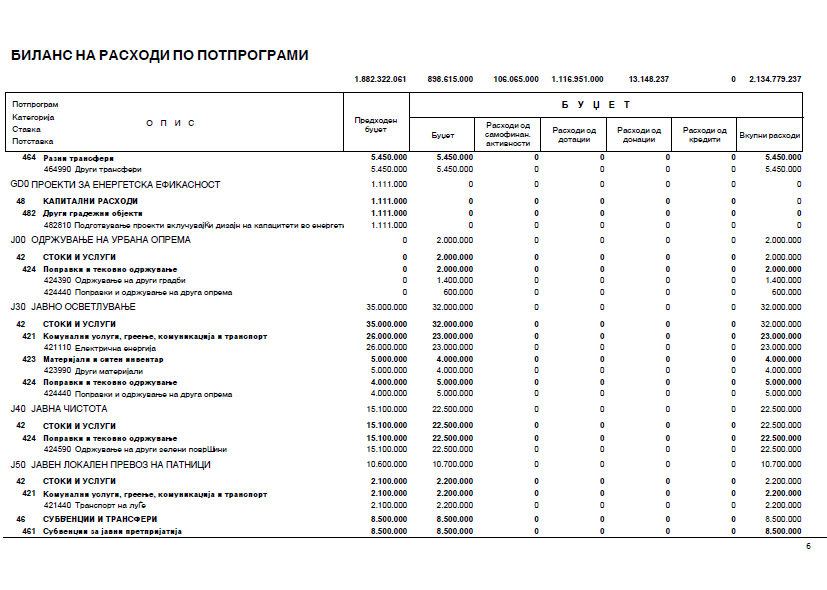 БИЛАНС НА РАСХОДИ ПО ПОТПРОГРАМИ
1.882.322.061 898.615.000 106.065.000 1.116.951.000 13.148.237 0 2.134.779.237
Потпрограм
Категорија
Ставка
Потставка
О П И С
Предходен буџет
Б У Џ Е Т
Буџет
Расходи од самофинан. активности
Расходи од дотации
Расходи од донации
Расходи од кредити
Вкупни расходи
464 Разни трансфери 5.450.000 5.450.000 0 0 0 0 5.450.000
464990 Други трансфери 5.450.000 5.450.000 0 0 0 0 5.450.000
GD0 ПРОЕКТИ ЗА ЕНЕРГЕТСКА ЕФИКАСНОСТ 1.111.000 0 0 0 0 0 0
48 КАПИТАЛНИ РАСХОДИ 1.111.000 0 0 0 0 0 0
482 Други градежни објекти 1.111.000 0 0 0 0 0 0
482810 Подготвување проекти вклучувајЌи дизајн на капацитети во енергети 1.111.000 0 0 0 0 0 0
J00 ОДРЖУВАЊЕ НА УРБАНА ОПРЕМА 0 2.000.000 0 0 0 0 2.000.000
42 СТОКИ И УСЛУГИ 0 2.000.000 0 0 0 0 2.000.000
424 Поправки и тековно одржување 0 2.000.000 0 0 0 0 2.000.000
424390 Одржување на други градби 0 1.400.000 0 0 0 0 1.400.000
424440 Поправки и одржување на друга опрема 0 600.000 0 0 0 0 600.000
J30 ЈАВНО ОСВЕТЛУВАЊЕ 35.000.000 32.000.000 0 0 0 0 32.000.000
42 СТОКИ И УСЛУГИ 35.000.000 32.000.000 0 0 0 0 32.000.000
421 Комунални услуги, греење, комуникација и транспорт 26.000.000 23.000.000 0 0 0 0 23.000.000
421110 Електрична енергија 26.000.000 23.000.000 0 0 0 0 23.000.000
423 Материјали и ситен инвентар 5.000.000 4.000.000 0 0 0 0 4.000.000
423990 Други материјали 5.000.000 4.000.000 0 0 0 0 4.000.000
424 Поправки и тековно одржување 4.000.000 5.000.000 0 0 0 0 5.000.000
424440 Поправки и одржување на друга опрема 4.000.000 5.000.000 0 0 0 0 5.000.000
J40 ЈАВНА ЧИСТОТА 15.100.000 22.500.000 0 0 0 0 22.500.000
42 СТОКИ И УСЛУГИ 15.100.000 22.500.000 0 0 0 0 22.500.000
424 Поправки и тековно одржување 15.100.000 22.500.000 0 0 0 0 22.500.000
424590 Одржување на други зелени поврШини 15.100.000 22.500.000 0 0 0 0 22.500.000
J50 ЈАВЕН ЛОКАЛЕН ПРЕВОЗ НА ПАТНИЦИ 10.600.000 10.700.000 0 0 0 0 10.700.000
42 СТОКИ И УСЛУГИ 2.100.000 2.200.000 0 0 0 0 2.200.000
421 Комунални услуги, греење, комуникација и транспорт 2.100.000 2.200.000 0 0 0 0 2.200.000
421440 Транспорт на луЃе 2.100.000 2.200.000 0 0 0 0 2.200.000
46 СУБВЕНЦИИ И ТРАНСФЕРИ 8.500.000 8.500.000 0 0 0 0 8.500.000
461 Субвенции за јавни претпријатија 8.500.000 8.500.000 0 0 0 0 8.500.000
6